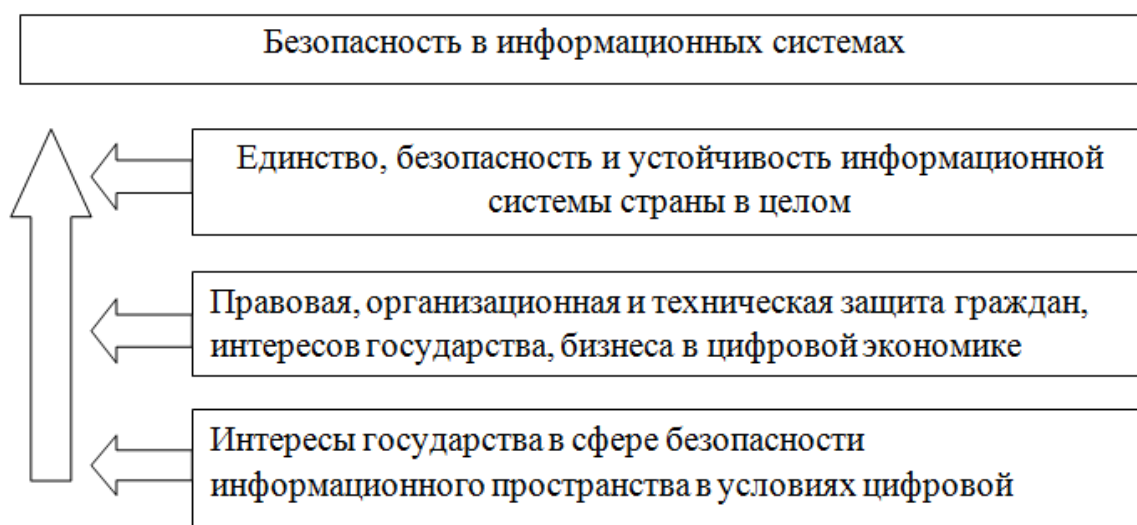 Безопасность в информационных системах
Единство, безопасность и устойчивость информационной
системы страны в целом
Правовая, организационная и техническая защита граждан,
интересов государства, бизнеса в цифровой экономике
Интересы государства в сфере безопасности
информационного пространства в условиях цифровой